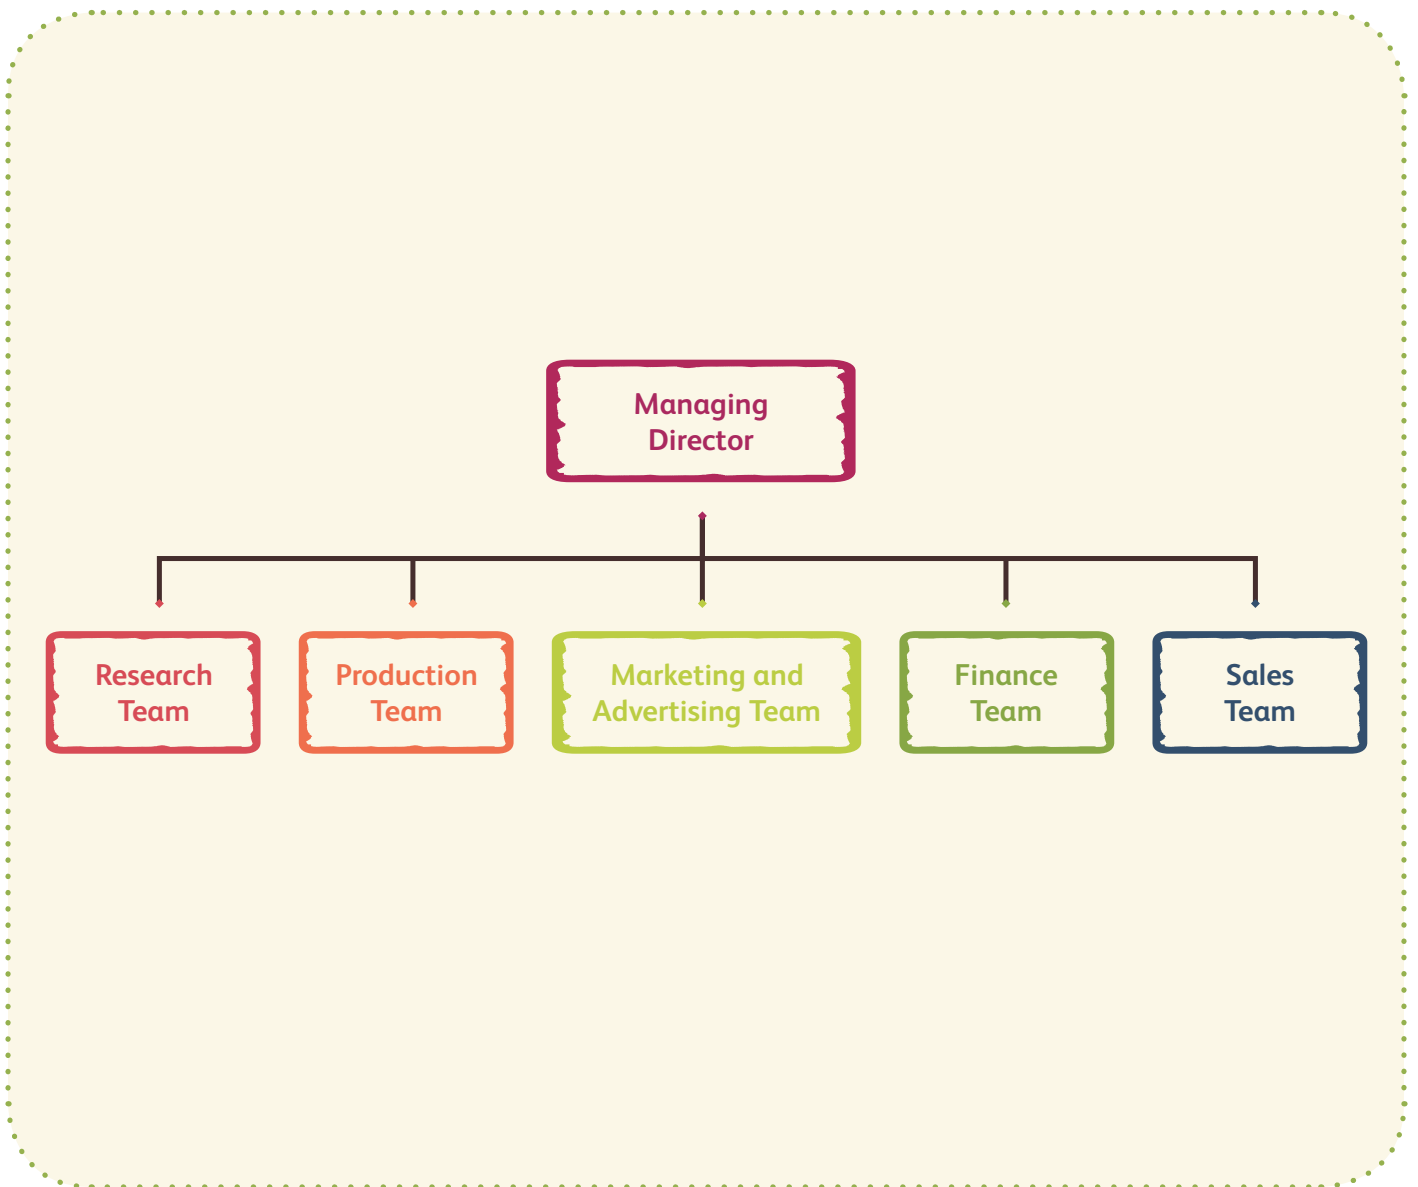 Managing
Director
Research
Team
Production
Team
Marketing and
Advertising Team
Finance
Team
Sales
Team